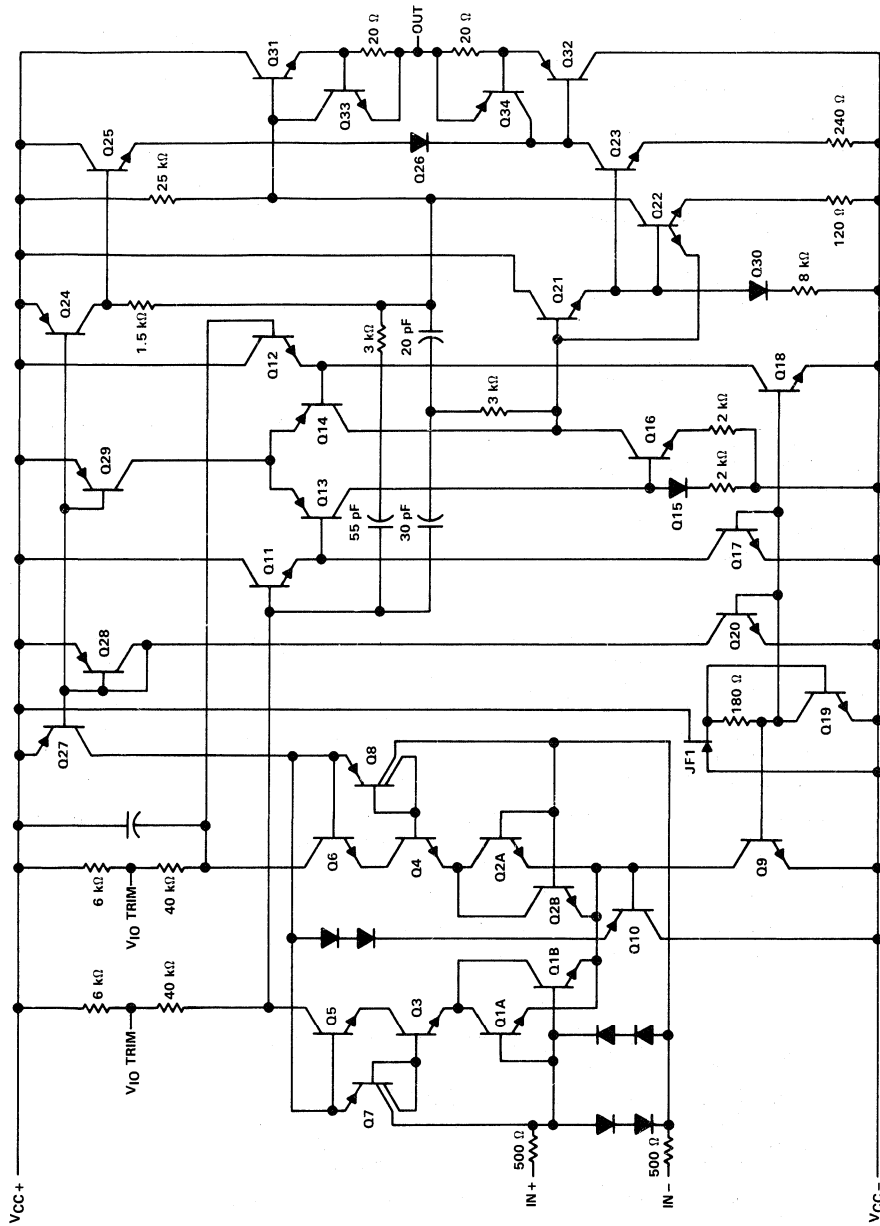 VCC+
VCC−
IN+
IN−
500 Ω
500 Ω
VIO TRIM
VIO TRIM
6 kΩ
40 kΩ
6 kΩ
40 kΩ
Q5
Q7
Q3
Q1A
Q1B
Q6
Q8
Q4
Q2A
Q2B
Q10
Q9
Q27
Q28
JF1
180 Ω
Q19
Q20
Q17
Q11
Q29
Q13
Q14
55 pF
30 pF
Q15
2 kΩ
2 kΩ
Q16
3 kΩ
Q12
Q18
3 kΩ
20 pF
Q24
1.5 kΩ
Q21
Q30
8 kΩ
25 kΩ
Q22
120 Ω
Q25
Q26
Q23
240 Ω
Q31
Q33
20 Ω
OUT
20 Ω
Q34
Q32